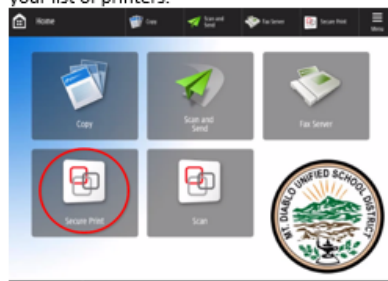 your list of printers.
Home Copy Scan and Send Fax Server Secure Print Menu
Copy
Scan and Send
Fax Server
Secure Print
Scan
MT. DIABLO UNIFIED SCHOOL DISTRICT